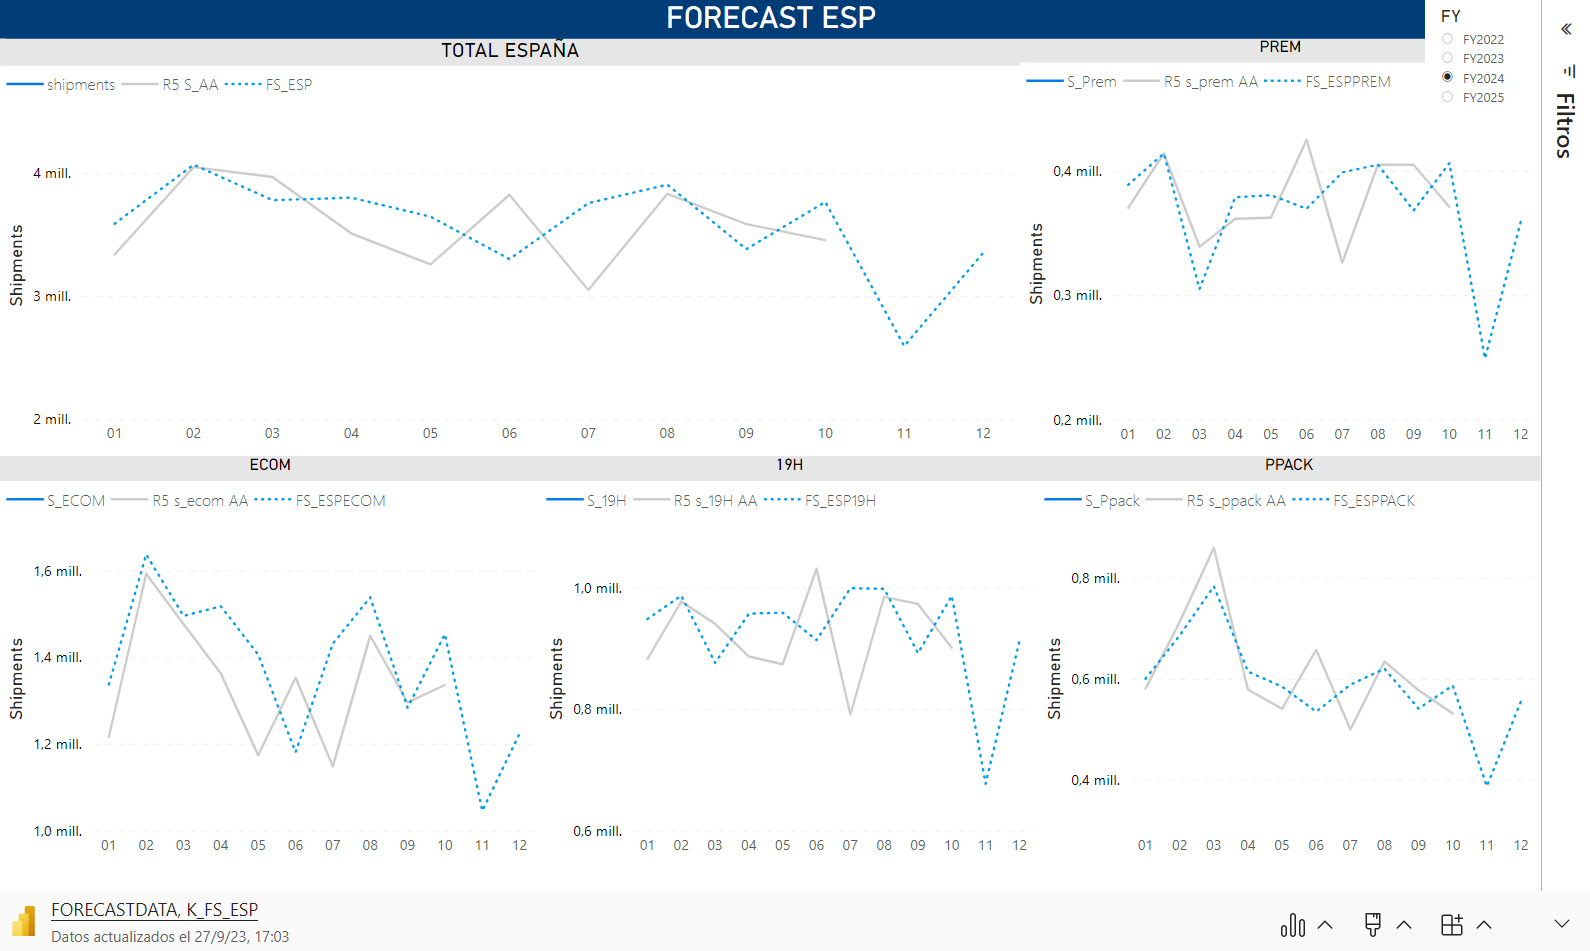 FORECAST ESP
TOTAL ESPAÑA
shipments R5 S_AA FS_ESP
Shipments
4 mill.
3 mill.
2 mill.
01 02 03 04 05 06 07 08 09 10 11 12
PREM
S_Prem R5 s_prem AA FS_ESPPREM
Shipments
0,4 mill.
0,3 mill.
0,2 mill.
01 02 03 04 05 06 07 08 09 10 11 12
FY
FY2022
FY2023
FY2024
FY2025
Filtros
ECOM
S_ECOM R5 s_ecom AA FS_ESPECOM
Shipments
1,6 mill.
1,4 mill.
1,2 mill.
1,0 mill.
01 02 03 04 05 06 07 08 09 10 11 12
19H
S_19H R5 s_19H AA FS_ESP19H
Shipments
1,0 mill.
0,8 mill.
0,6 mill.
01 02 03 04 05 06 07 08 09 10 11 12
PPACK
S_Ppack R5 s_ppack AA FS_ESPPACK
Shipments
0,8 mill.
0,6 mill.
0,4 mill.
01 02 03 04 05 06 07 08 09 10 11 12
FORECASTDATA, K_FS_ESP
Datos actualizados el 27/9/23, 17:03